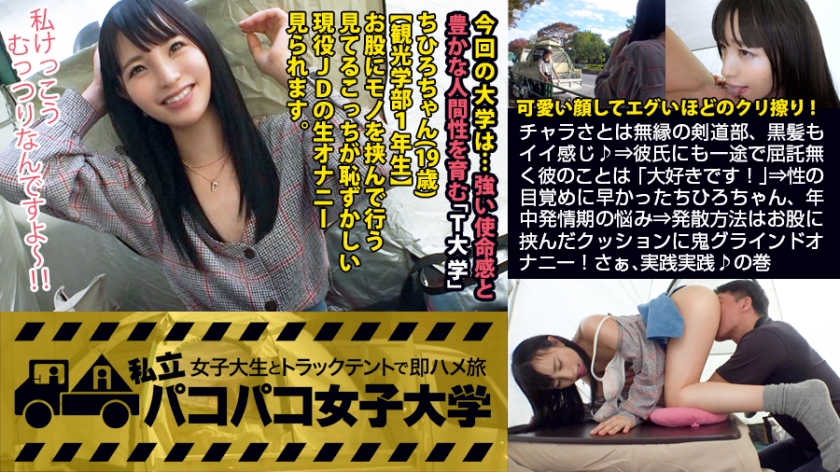 今回の大学は…強い使命感と
豊かな人間性を育む「T大学」
ちひろちゃん(19歳)
【観光学部1年生】
お股にモノを挟んで行う
見てるこっちが恥ずかしい
現役JDの生オナニー
見られます。
私けっこう
むっつりなんですよ〜!!
可愛い顔してエグいほどのクリ擦り!
チャラさとは無縁の剣道部、黒髪も
イイ感じ♪⇒彼氏にも一途で屈託無
く彼のことは「大好きです!」⇒性の
目覚めに早かったちひろちゃん、年
中発情期の悩み⇒発散方法はお股に
挟んだクッションに鬼グラインドオ
ナニー!さぁ、実践実践♪の巻
女子大生とトラックテントで即ハメ旅
私立
パコパコ女子大学